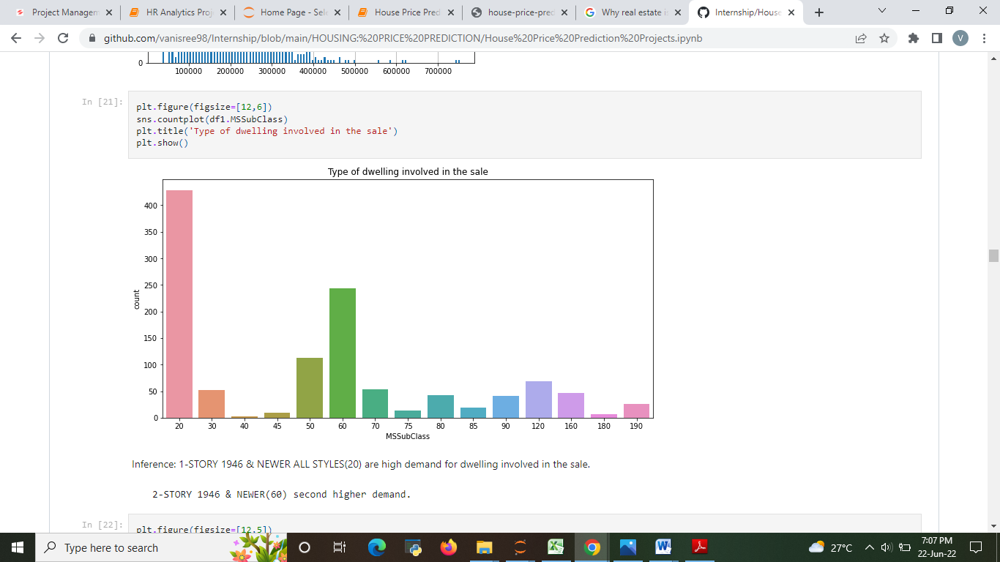 Project Managem
HR Analytics Proj
Home Page - Sele
House Price Pred
house-price-pred
Why real estate is
Internship/House
github.com/vanisree98/Internship/blob/main/HOUSING:%20PRICE%20PREDICTION/House%20Price%20Prediction%20Projects.ipynb
V
0
100000 200000 300000 400000 500000 600000 700000
In [21]:
plt.figure(figsize=[12,6])
sns.countplot(df1.MSSubClass)
plt.title('Type of dwelling involved in the sale')
plt.show()
Type of dwelling involved in the sale
400
350
300
250
200
150
100
50
0
count
20 30 40 45 50 60 70 75 80 85 90 120 160 180 190
MSSubClass
Inference: 1-STORY 1946 & NEWER ALL STYLES(20) are high demand for dwelling involved in the sale.
2-STORY 1946 & NEWER(60) second higher demand.
In [22]:
plt.figure(figsize=[12,5])
Type here to search
27°C
7:07 PM
22-Jun-22